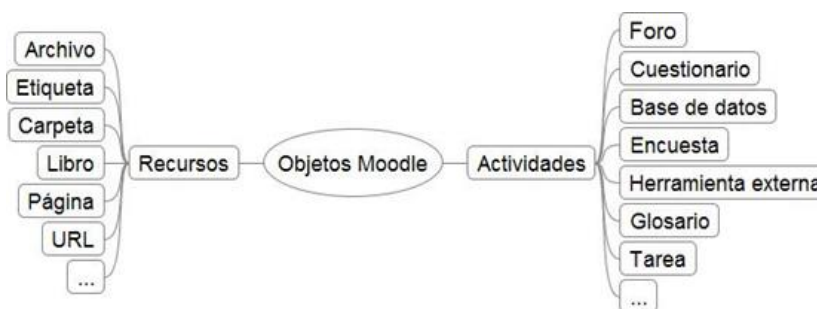 Archivo
Etiqueta
Carpeta
Libro
Página
URL
...
Recursos
Objetos Moodle
Actividades
Foro
Cuestionario
Base de datos
Encuesta
Herramienta externa
Glosario
Tarea
...